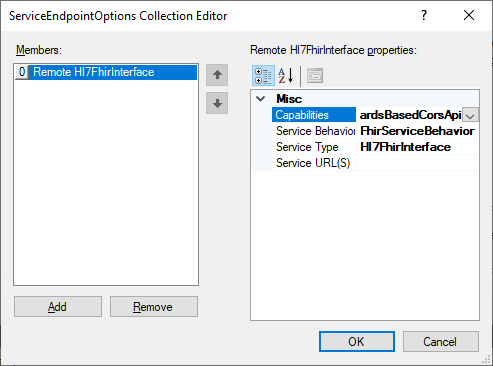 ServiceEndpointOptions Collection Editor
?
Members:
0 Remote Hl7FhirInterface
Add
Remove
Remote Hl7FhirInterface properties:
A
Z
Misc
Capabilities ardsBasedCorsApi
Service Behavior FhirServiceBehavior
Service Type Hl7FhirInterface
Service URL(S)
OK
Cancel